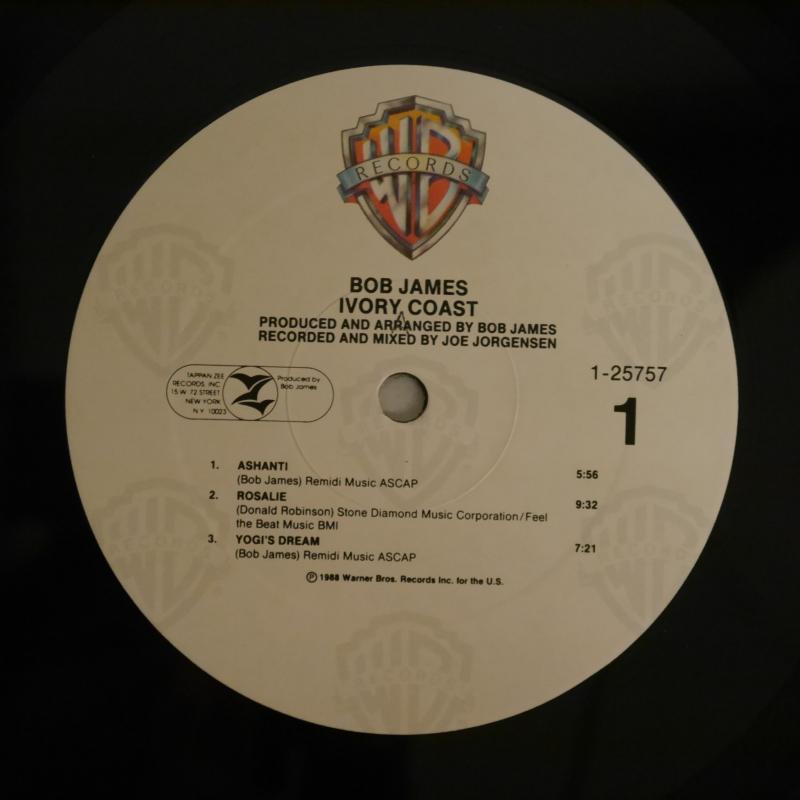 WB
RECORDS
BOB JAMES
IVORY COAST
PRODUCED AND ARRANGED BY BOB JAMES
RECORDED AND MIXED BY JOE JORGENSEN
TAPPAN ZEE
RECORDS, INC
15 W. 72 STREET
NEW YORK
N.Y. 10023
Produced by
Bob James
1-25757
1
1. ASHANTI 5:56
(Bob James) Remidi Music ASCAP
2. ROSALIE 9:32
(Donald Robinson) Stone Diamond Music Corporation/Feel
the Beat Music BMI
3. YOGI'S DREAM 7:21
(Bob James) Remidi Music ASCAP
℗ 1988 Warner Bros. Records Inc. for the U.S.